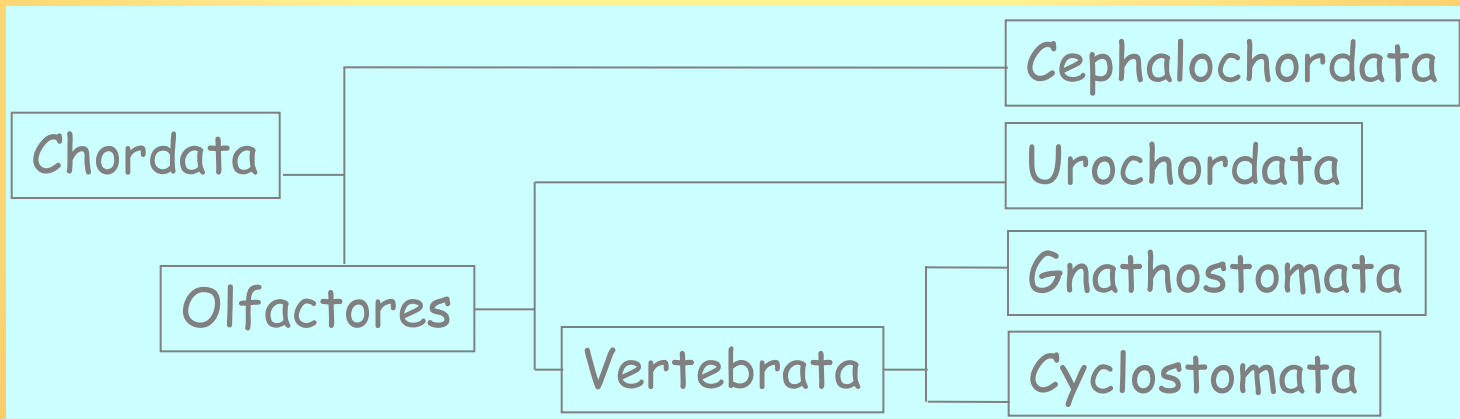 Cephalochordata
Chordata
Urochordata
Olfactores
Gnathostomata
Vertebrata
Cyclostomata